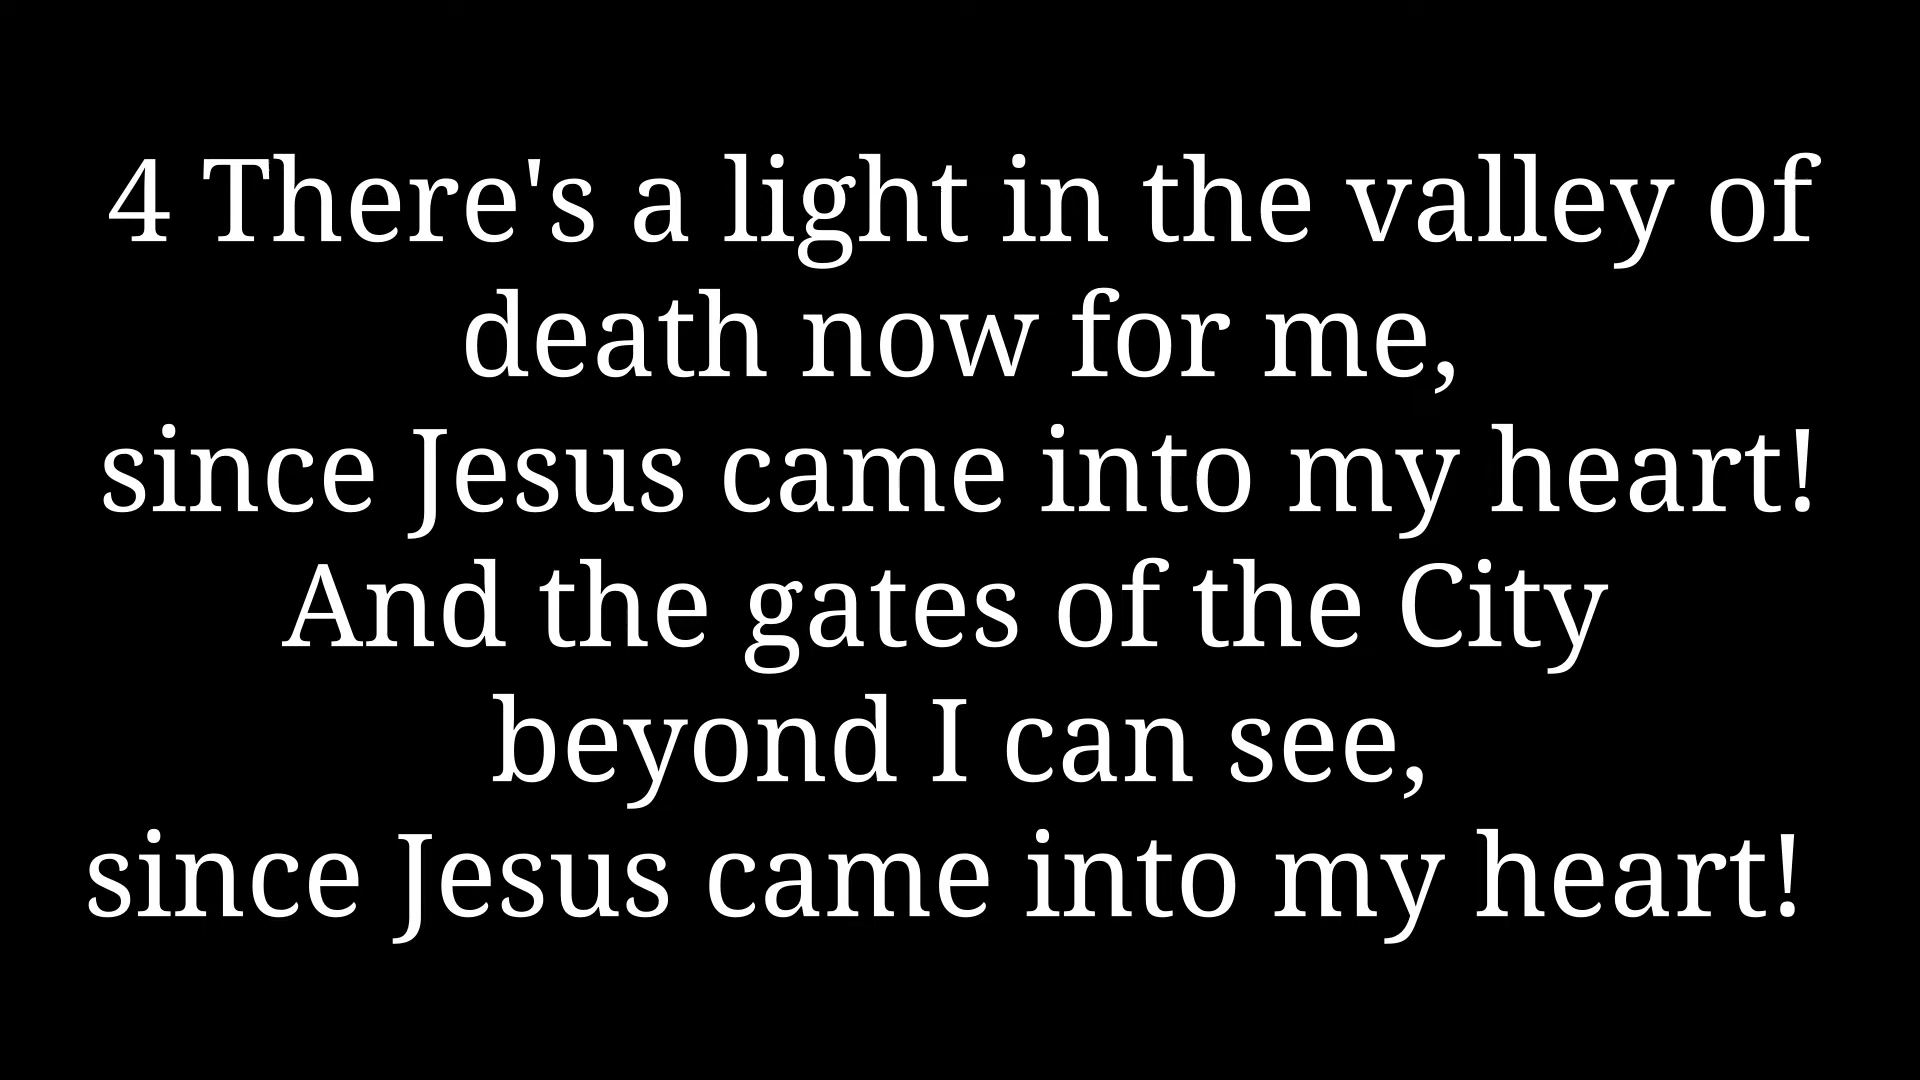 4 There's a light in the valley of
death now for me,
since Jesus came into my heart!
And the gates of the City
beyond I can see,
since Jesus came into my heart!